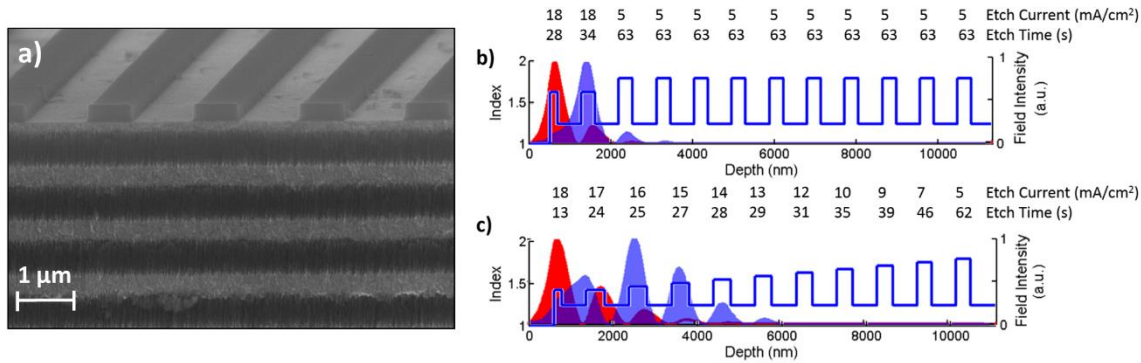 a)
1 μm
18 18 5 5 5 5 5 5 5 5 5 Etch Current (mA/cm²)
28 34 63 63 63 63 63 63 63 63 63 Etch Time (s)
b)
2
1.5
1
Index
1
0
Field Intensity
(a.u.)
0 2000 4000 6000 8000 10000
Depth (nm)
18 17 16 15 14 13 12 10 9 7 5 Etch Current (mA/cm²)
13 24 25 27 28 29 31 35 39 46 62 Etch Time (s)
c)
2
1.5
1
Index
1
0
Field Intensity
(a.u.)
0 2000 4000 6000 8000 10000
Depth (nm)